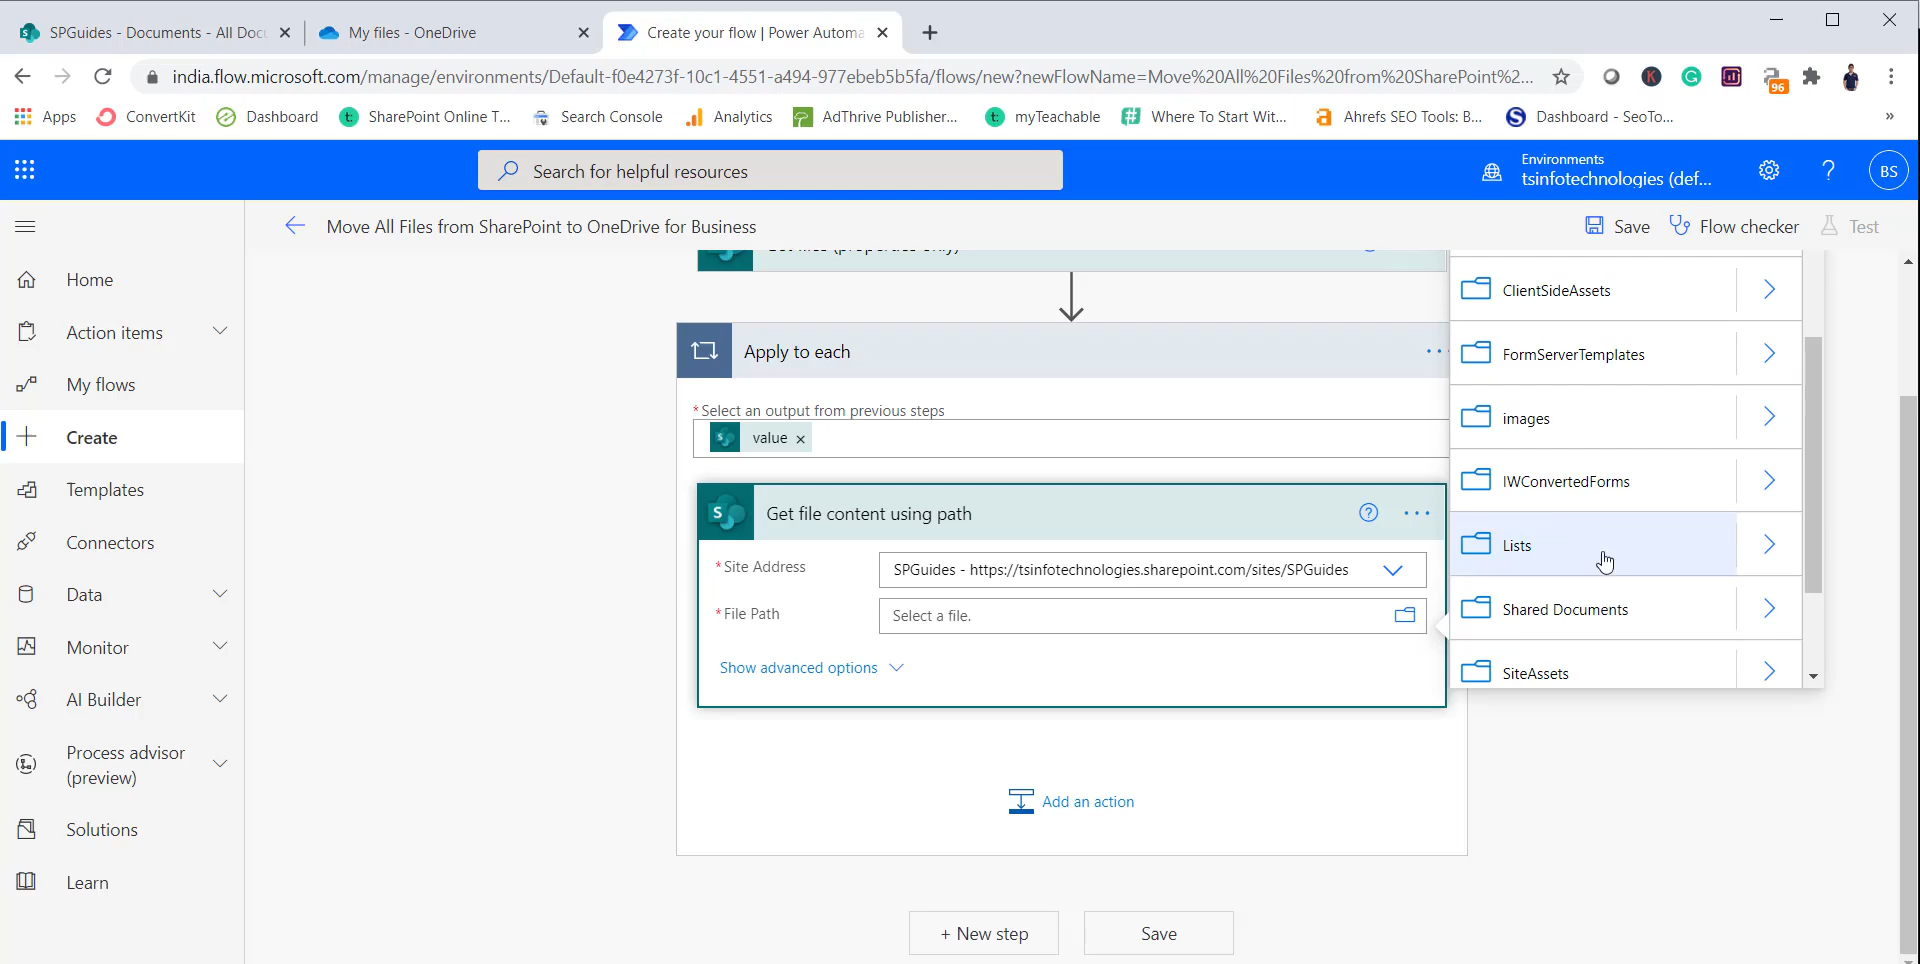 SPGuides - Documents - All Docu
My files - OneDrive
Create your flow | Power Automa
india.flow.microsoft.com/manage/environments/Default-f0e4273f-10c1-4551-a494-977ebeb5b5fa/flows/new?newFlowName=Move%20All%20Files%20from%20SharePoint%2...
K
G
96
Apps
ConvertKit
Dashboard
t:
SharePoint Online T...
Search Console
Analytics
AdThrive Publisher...
t:
myTeachable
Where To Start Wit...
a
Ahrefs SEO Tools: B...
S
Dashboard - SeoTo...
»
Search for helpful resources
Environments
tsinfotechnologies (def...
?
BS
Move All Files from SharePoint to OneDrive for Business
Save
Flow checker
Test
Home
Action items
My flows
Create
Templates
Connectors
Data
Monitor
AI Builder
Process advisor
(preview)
Solutions
Learn
Get files (properties only)
Apply to each
* Select an output from previous steps
value
S
Get file content using path
?
* Site Address
SPGuides - https://tsinfotechnologies.sharepoint.com/sites/SPGuides
* File Path
Select a file.
Show advanced options
Add an action
+ New step
Save
ClientSideAssets
FormServerTemplates
images
IWConvertedForms
Lists
Shared Documents
SiteAssets